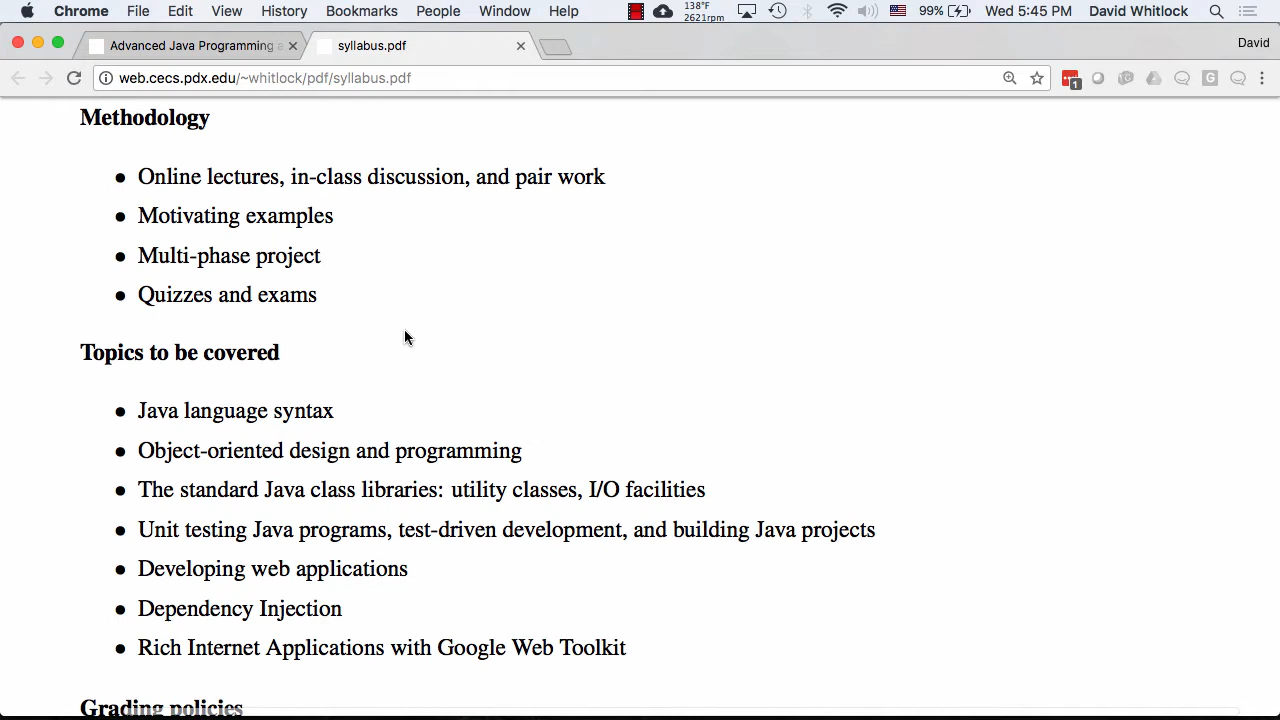 Chrome File Edit View History Bookmarks People Window Help 138°F 2621rpm 99% Wed 5:45 PM David Whitlock
Advanced Java Programming a syllabus.pdf David
web.cecs.pdx.edu/~whitlock/pdf/syllabus.pdf 1 G
Methodology
● Online lectures, in-class discussion, and pair work
● Motivating examples
● Multi-phase project
● Quizzes and exams
Topics to be covered
● Java language syntax
● Object-oriented design and programming
● The standard Java class libraries: utility classes, I/O facilities
● Unit testing Java programs, test-driven development, and building Java projects
● Developing web applications
● Dependency Injection
● Rich Internet Applications with Google Web Toolkit
Grading policies